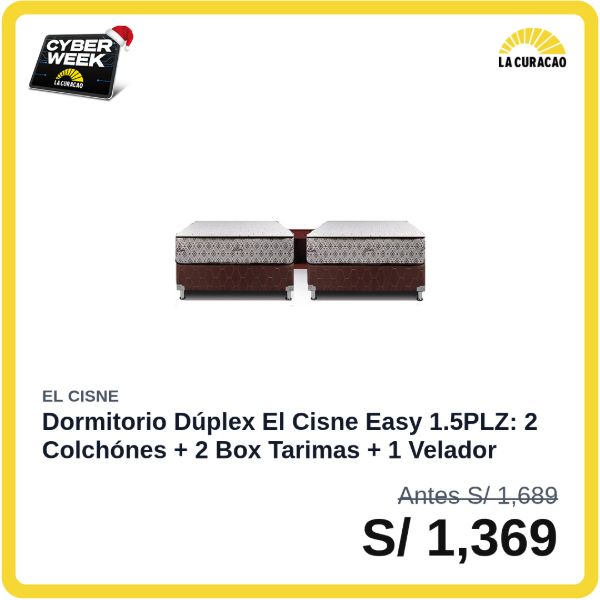 CYBER
WEEK
LA CURACAO
LA CURACAO
EL CISNE
Dormitorio Dúplex El Cisne Easy 1.5PLZ: 2
Colchónes + 2 Box Tarimas + 1 Velador
Antes S/ 1,689
S/ 1,369